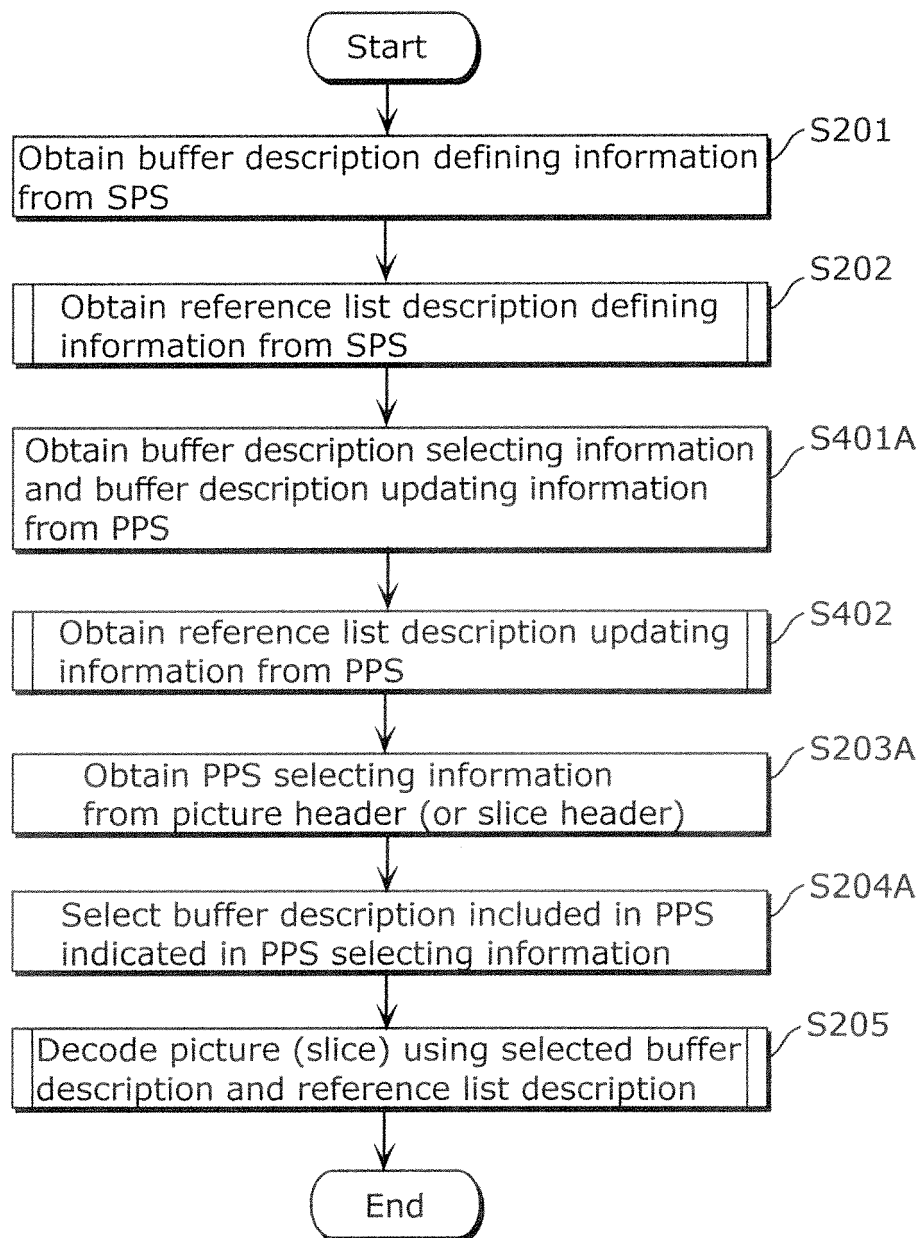 Start
S201
Obtain buffer description defining information
from SPS
S202
Obtain reference list description defining
information from SPS
S401A
Obtain buffer description selecting information
and buffer description updating information
from PPS
S402
Obtain reference list description updating
information from PPS
S203A
Obtain PPS selecting information
from picture header (or slice header)
S204A
Select buffer description included in PPS
indicated in PPS selecting information
S205
Decode picture (slice) using selected buffer
description and reference list description
End